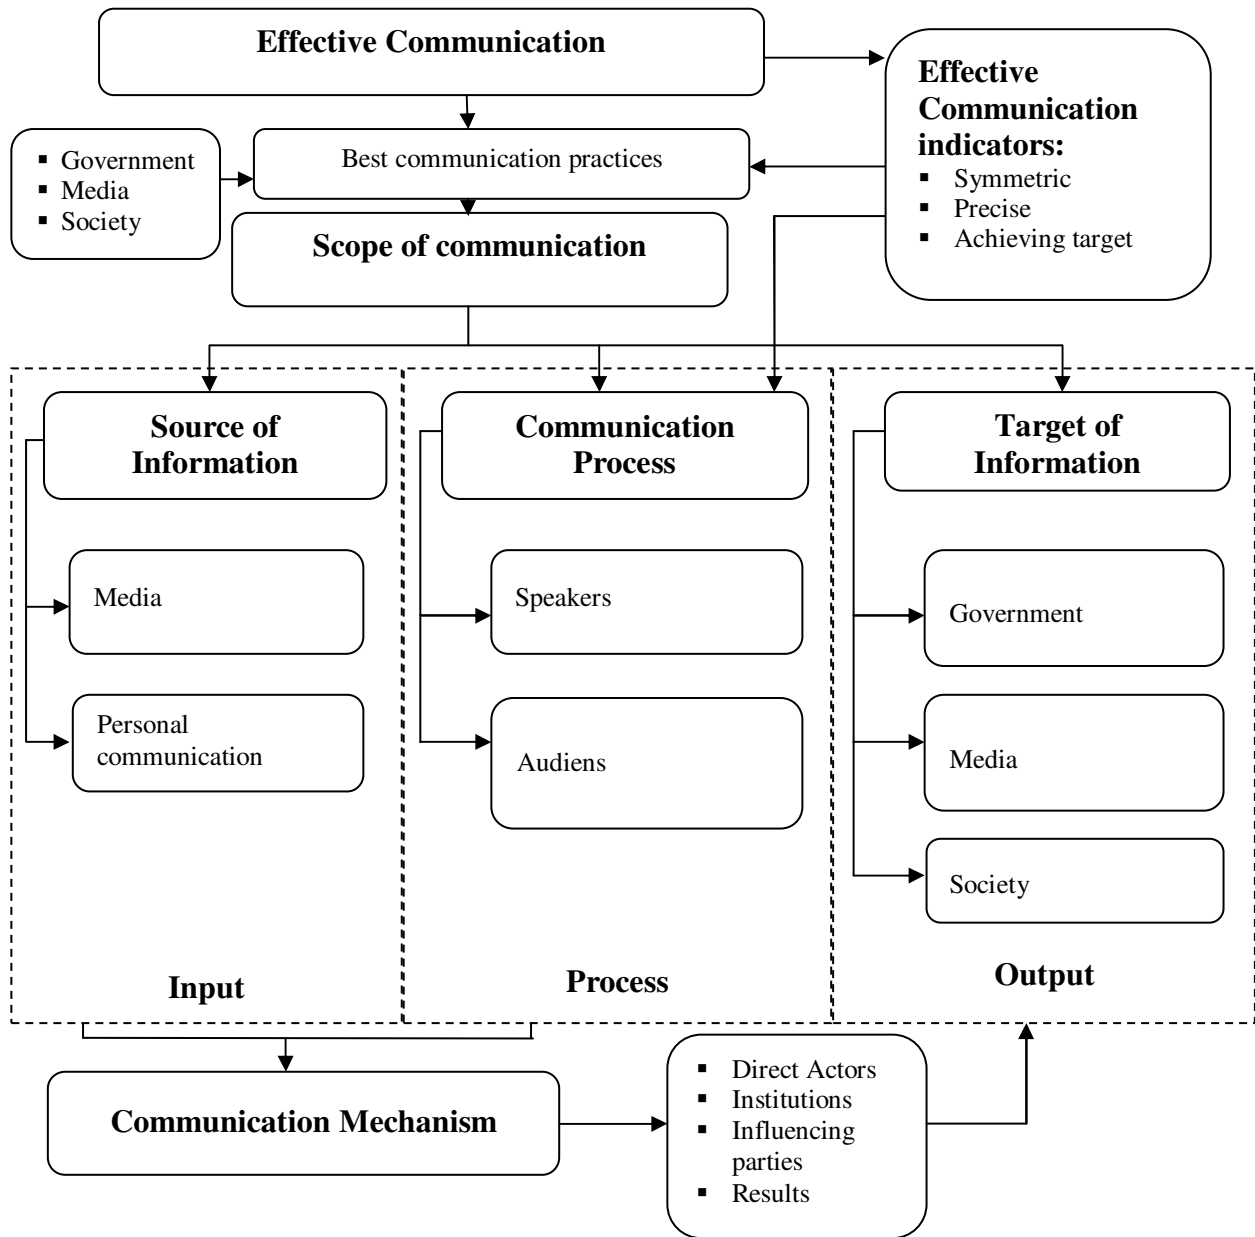 Effective Communication
Effective
Communication
indicators:
▪ Symmetric
▪ Precise
▪ Achieving target
▪ Government
▪ Media
▪ Society
Best communication practices
Scope of communication
Source of
Information
Communication
Process
Target of
Information
Media
Personal
communication
Speakers
Audiens
Government
Media
Society
Input
Process
Output
Communication Mechanism
▪ Direct Actors
▪ Institutions
▪ Influencing
parties
▪ Results